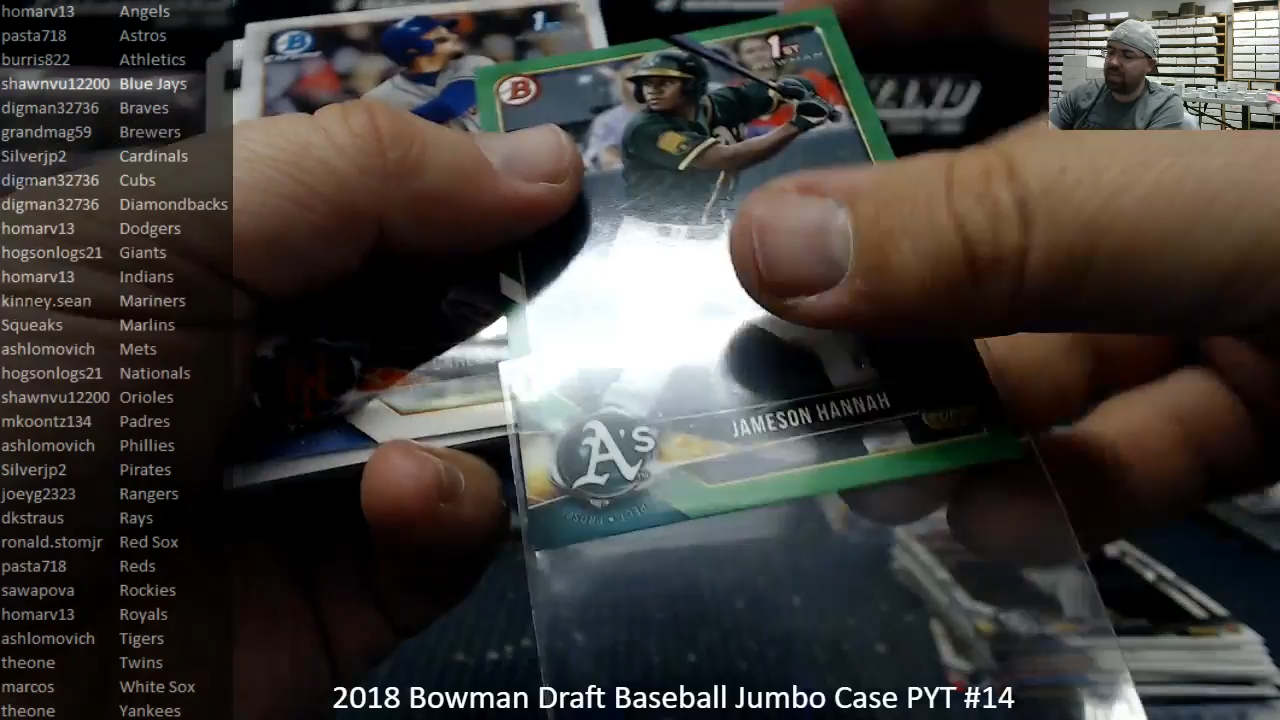 homarv13 Angels
pasta718 Astros
burris822 Athletics
shawnvu12200 Blue Jays
digman32736 Braves
grandmag59 Brewers
Silverjp2 Cardinals
digman32736 Cubs
digman32736 Diamondbacks
homarv13 Dodgers
hogsonlogs21 Giants
homarv13 Indians
kinney.sean Mariners
Squeaks Marlins
ashlomovich Mets
hogsonlogs21 Nationals
shawnvu12200 Orioles
mkoontz134 Padres
ashlomovich Phillies
Silverjp2 Pirates
joeyg2323 Rangers
dkstraus Rays
ronald.stomjr Red Sox
pasta718 Reds
sawapova Rockies
homarv13 Royals
ashlomovich Tigers
theone Twins
marcos White Sox
theone Yankees
B
B
1ST
BOWMAN
JAMESON HANNAH
A's
2018 Bowman Draft Baseball Jumbo Case PYT #14